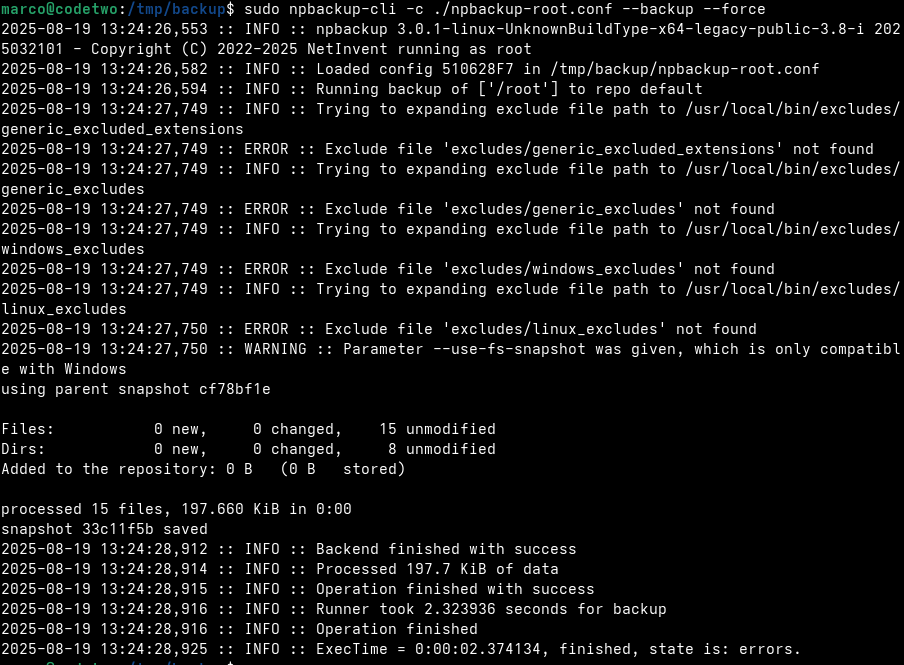 marco@codetwo:/tmp/backup$ sudo npbackup-cli -c ./npbackup-root.conf --backup --force
2025-08-19 13:24:26,553 :: INFO :: npbackup 3.0.1-linux-UnknownBuildType-x64-legacy-public-3.8-i 202
5032101 - Copyright (C) 2022-2025 NetInvent running as root
2025-08-19 13:24:26,582 :: INFO :: Loaded config 510628F7 in /tmp/backup/npbackup-root.conf
2025-08-19 13:24:26,594 :: INFO :: Running backup of ['/root'] to repo default
2025-08-19 13:24:27,749 :: INFO :: Trying to expanding exclude file path to /usr/local/bin/excludes/
generic_excluded_extensions
2025-08-19 13:24:27,749 :: ERROR :: Exclude file 'excludes/generic_excluded_extensions' not found
2025-08-19 13:24:27,749 :: INFO :: Trying to expanding exclude file path to /usr/local/bin/excludes/
generic_excludes
2025-08-19 13:24:27,749 :: ERROR :: Exclude file 'excludes/generic_excludes' not found
2025-08-19 13:24:27,749 :: INFO :: Trying to expanding exclude file path to /usr/local/bin/excludes/
windows_excludes
2025-08-19 13:24:27,749 :: ERROR :: Exclude file 'excludes/windows_excludes' not found
2025-08-19 13:24:27,749 :: INFO :: Trying to expanding exclude file path to /usr/local/bin/excludes/
linux_excludes
2025-08-19 13:24:27,750 :: ERROR :: Exclude file 'excludes/linux_excludes' not found
2025-08-19 13:24:27,750 :: WARNING :: Parameter --use-fs-snapshot was given, which is only compatibl
e with Windows
using parent snapshot cf78bf1e

Files:           0 new,     0 changed,    15 unmodified
Dirs:            0 new,     0 changed,     8 unmodified
Added to the repository: 0 B   (0 B   stored)

processed 15 files, 197.660 KiB in 0:00
snapshot 33c11f5b saved
2025-08-19 13:24:28,912 :: INFO :: Backend finished with success
2025-08-19 13:24:28,914 :: INFO :: Processed 197.7 KiB of data
2025-08-19 13:24:28,915 :: INFO :: Operation finished with success
2025-08-19 13:24:28,916 :: INFO :: Runner took 2.323936 seconds for backup
2025-08-19 13:24:28,916 :: INFO :: Operation finished
2025-08-19 13:24:28,925 :: INFO :: ExecTime = 0:00:02.374134, finished, state is: errors.